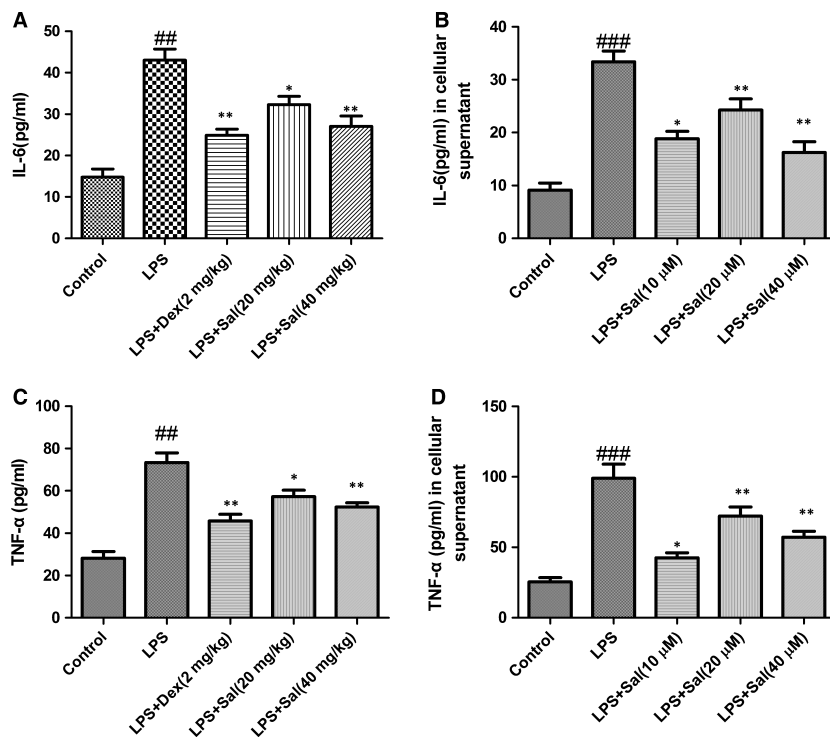 A
IL-6(pg/ml)
50
40
30
20
10
0
##
**
*
**
Control
LPS
LPS+Dex(2 mg/kg)
LPS+Sal(20 mg/kg)
LPS+Sal(40 mg/kg)
B
IL-6(pg/ml) in cellular
supernatant
40
30
20
10
0
###
*
**
**
Control
LPS
LPS+Sal(10 μM)
LPS+Sal(20 μM)
LPS+Sal(40 μM)
C
TNF-α (pg/ml)
100
80
60
40
20
0
##
**
*
**
Control
LPS
LPS+Dex(2 mg/kg)
LPS+Sal(20 mg/kg)
LPS+Sal(40 mg/kg)
D
TNF-α (pg/ml) in cellular
supernatant
150
100
50
0
###
*
**
**
Control
LPS
LPS+Sal(10 μM)
LPS+Sal(20 μM)
LPS+Sal(40 μM)